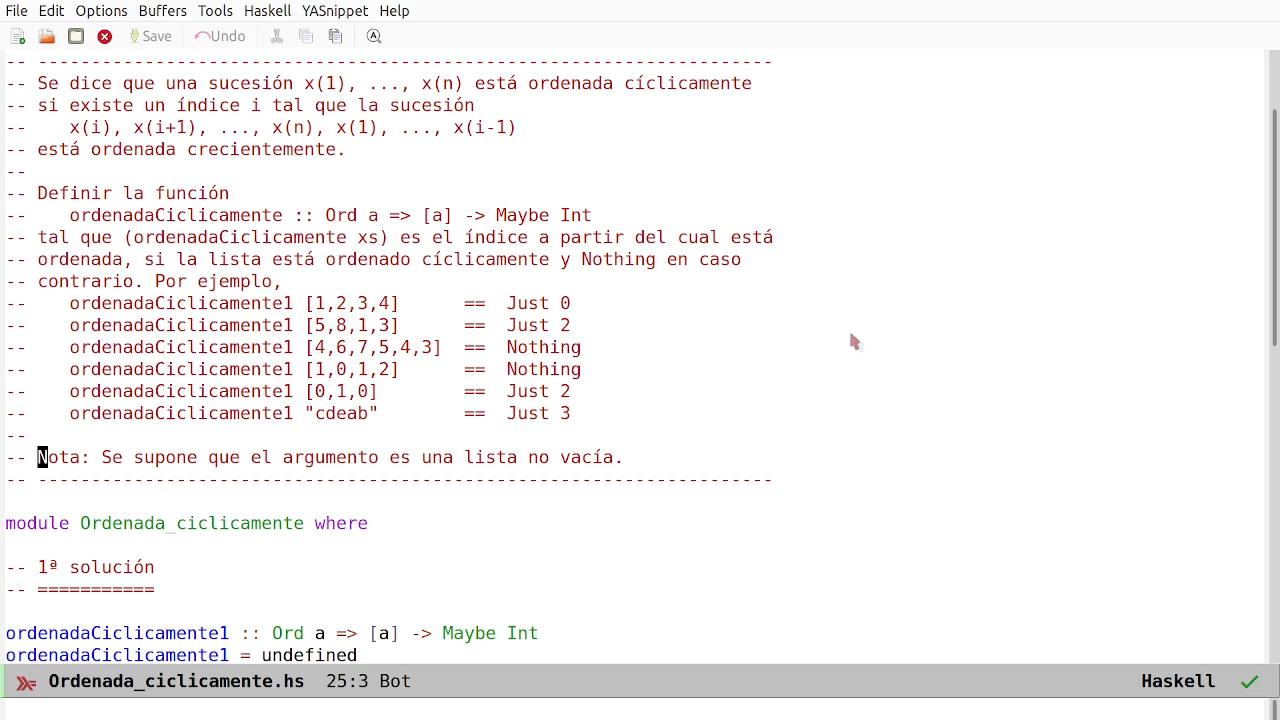 File Edit Options Buffers Tools Haskell YASnippet Help
Save Undo
-- ---------------------------------------------------------------------
-- Se dice que una sucesión x(1), ..., x(n) está ordenada cíclicamente
-- si existe un índice i tal que la sucesión
--    x(i), x(i+1), ..., x(n), x(1), ..., x(i-1)
-- está ordenada crecientemente.
--
-- Definir la función
--    ordenadaCiclicamente :: Ord a => [a] -> Maybe Int
-- tal que (ordenadaCiclicamente xs) es el índice a partir del cual está
-- ordenada, si la lista está ordenado cíclicamente y Nothing en caso
-- contrario. Por ejemplo,
--    ordenadaCiclicamente1 [1,2,3,4]      ==  Just 0
--    ordenadaCiclicamente1 [5,8,1,3]      ==  Just 2
--    ordenadaCiclicamente1 [4,6,7,5,4,3]  ==  Nothing
--    ordenadaCiclicamente1 [1,0,1,2]      ==  Nothing
--    ordenadaCiclicamente1 [0,1,0]        ==  Just 2
--    ordenadaCiclicamente1 "cdeab"        ==  Just 3
--
-- Nota: Se supone que el argumento es una lista no vacía.
-- ---------------------------------------------------------------------
module Ordenada_ciclicamente where
-- 1ª solución
-- ===========
ordenadaCiclicamente1 :: Ord a => [a] -> Maybe Int
ordenadaCiclicamente1 = undefined
Ordenada_ciclicamente.hs 25:3 Bot Haskell